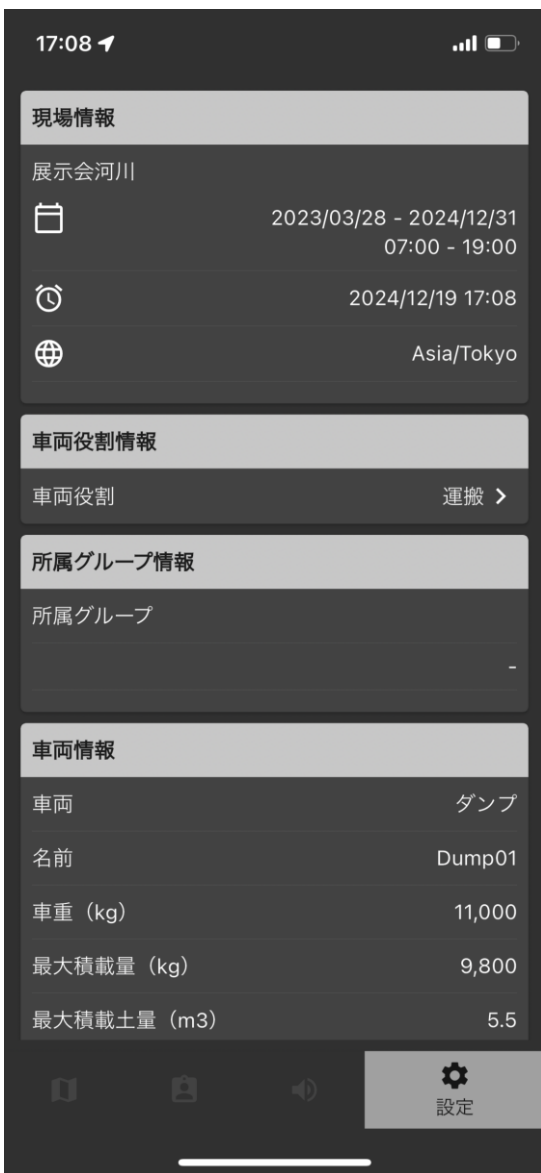 17:08
現場情報
展示会河川
2023/03/28 - 2024/12/31
07:00 - 19:00
2024/12/19 17:08
Asia/Tokyo
車両役割情報
車両役割 運搬
所属グループ情報
所属グループ
-
車両情報
車両 ダンプ
名前 Dump01
車重（kg） 11,000
最大積載量（kg） 9,800
最大積載土量（m3） 5.5
設定